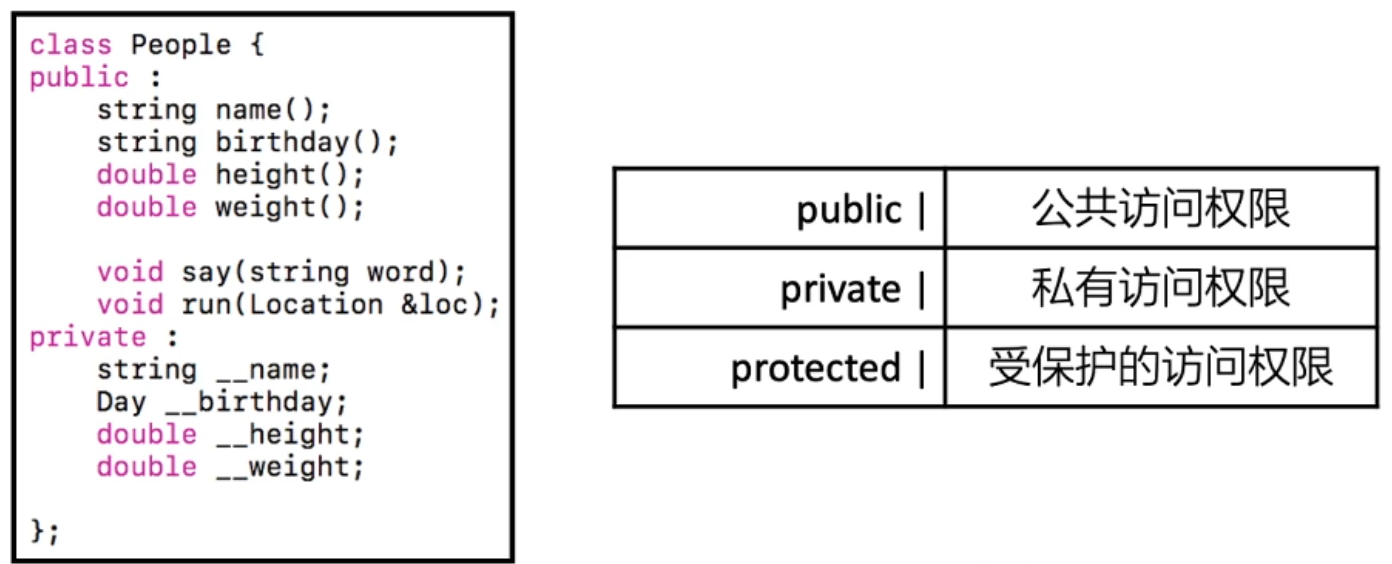 class People {
public :
    string name();
    string birthday();
    double height();
    double weight();

    void say(string word);
    void run(Location &loc);
private :
    string __name;
    Day __birthday;
    double __height;
    double __weight;

};
public | 公共访问权限
private | 私有访问权限
protected | 受保护的访问权限